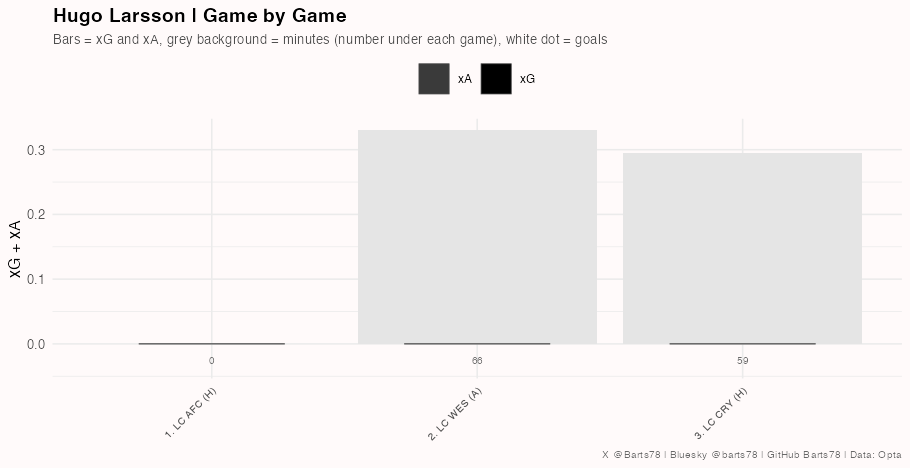 Hugo Larsson | Game by Game
Bars = xG and xA, grey background = minutes (number under each game), white dot = goals
xA xG
xG + xA
0.3
0.2
0.1
0.0
0 66 59
1. LC AFC (H) 2. LC WES (A) 3. LC CRY (H)
X @Barts78 | Bluesky @barts78 | GitHub Barts78 | Data: Opta